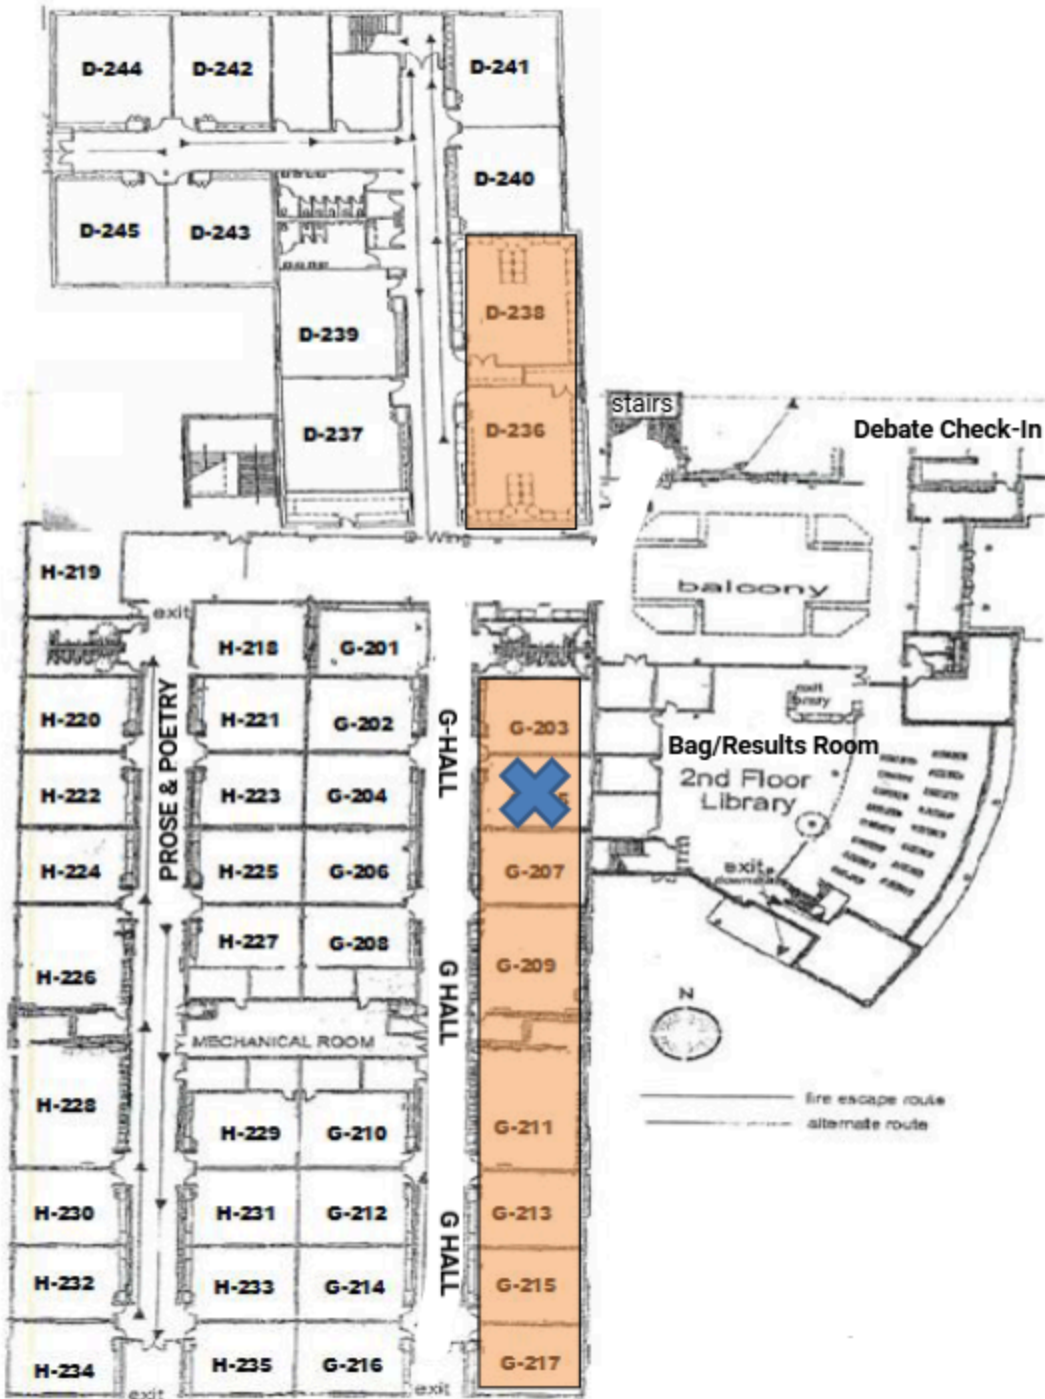 D-244
D-242
D-241
D-240
D-245
D-243
D-238
D-239
D-236
D-237
stairs
Debate Check-In
Wing
H-219
exit
balcony
H-218
G-201
PROSE & POETRY
G-HALL
H-220
H-221
G-202
G-203
Bag/Results Room
2nd Floor
Library
H-222
H-223
G-204
H-224
H-225
G-206
G-207
exit
H-226
H-227
G-208
G HALL
G-209
N
MECHANICAL ROOM
H-228
H-229
G-210
G-211
fire escape route
alternate route
H-230
H-231
G-212
G HALL
G-213
H-232
H-233
G-214
G-215
H-234
H-235
G-216
G-217
exit
exit